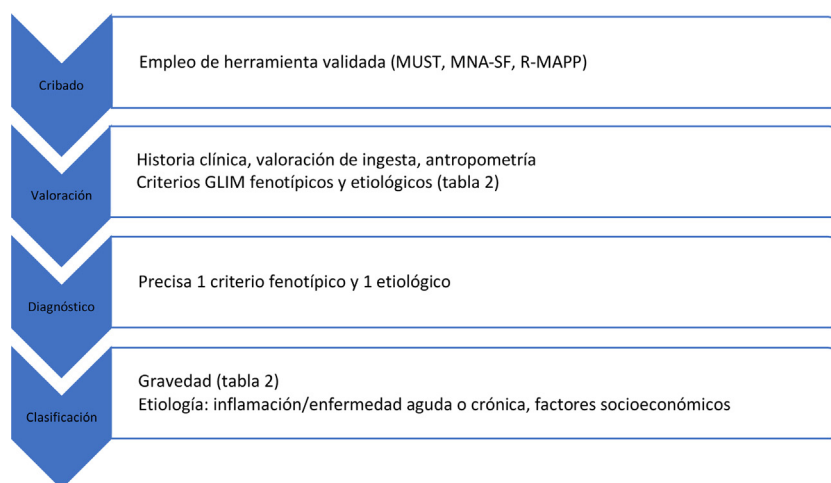 Cribado
Empleo de herramienta validada (MUST, MNA-SF, R-MAPP)
Valoración
Historia clínica, valoración de ingesta, antropometría
Criterios GLIM fenotípicos y etiológicos (tabla 2)
Diagnóstico
Precisa 1 criterio fenotípico y 1 etiológico
Clasificación
Gravedad (tabla 2)
Etiología: inflamación/enfermedad aguda o crónica, factores socioeconómicos